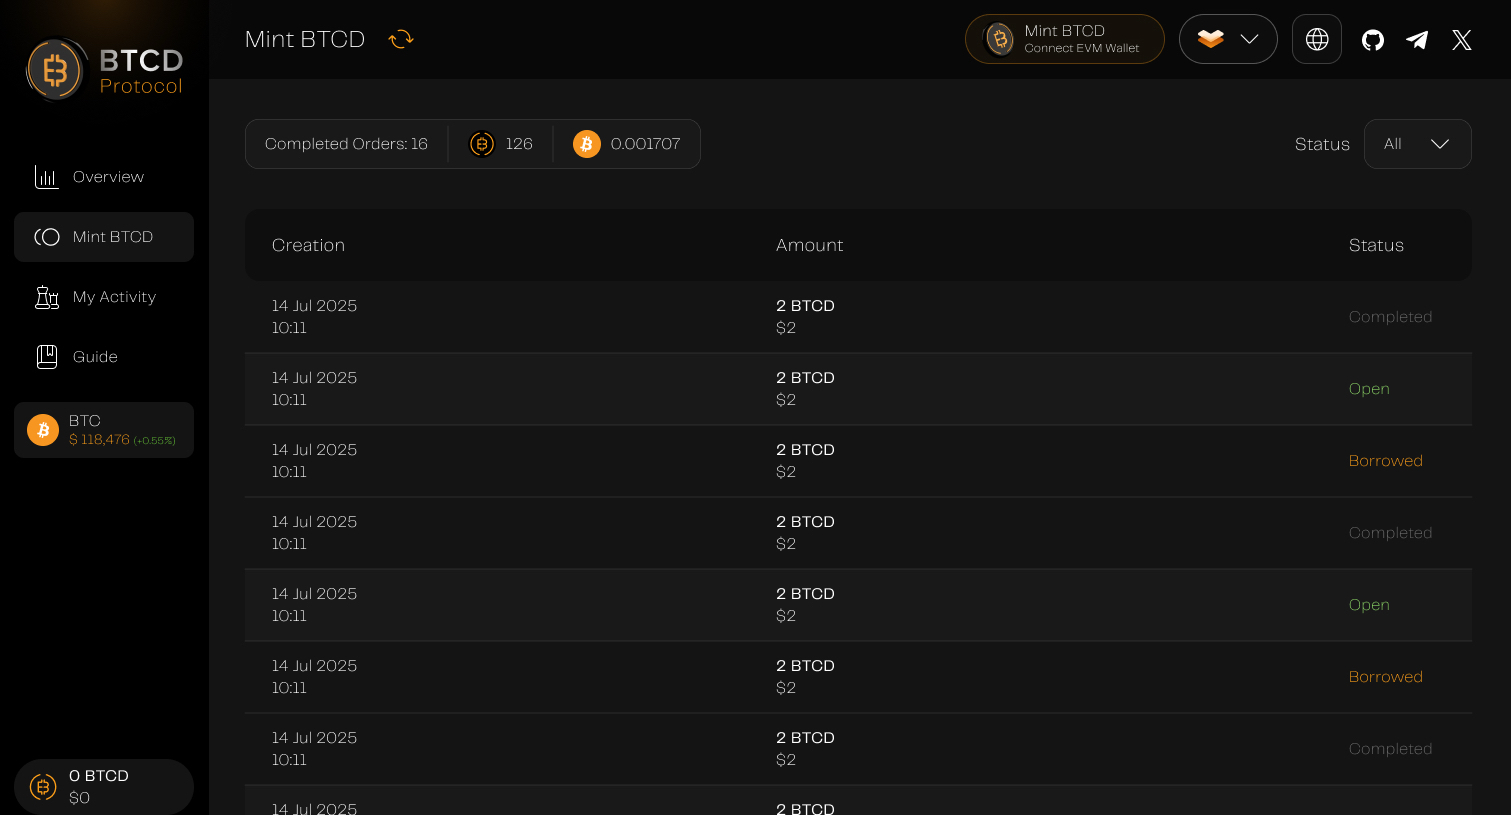 BTCD
Protocol
Overview
Mint BTCD
My Activity
Guide
BTC
$ 118,476 (+0.55%)
0 BTCD
$0
Mint BTCD
Mint BTCD
Connect EVM Wallet
Completed Orders: 16
126
0.001707
Status
All
Creation Amount Status
14 Jul 2025
10:11
2 BTCD
$2
Completed
14 Jul 2025
10:11
2 BTCD
$2
Open
14 Jul 2025
10:11
2 BTCD
$2
Borrowed
14 Jul 2025
10:11
2 BTCD
$2
Completed
14 Jul 2025
10:11
2 BTCD
$2
Open
14 Jul 2025
10:11
2 BTCD
$2
Borrowed
14 Jul 2025
10:11
2 BTCD
$2
Completed
14 Jul 2025
2 BTCD